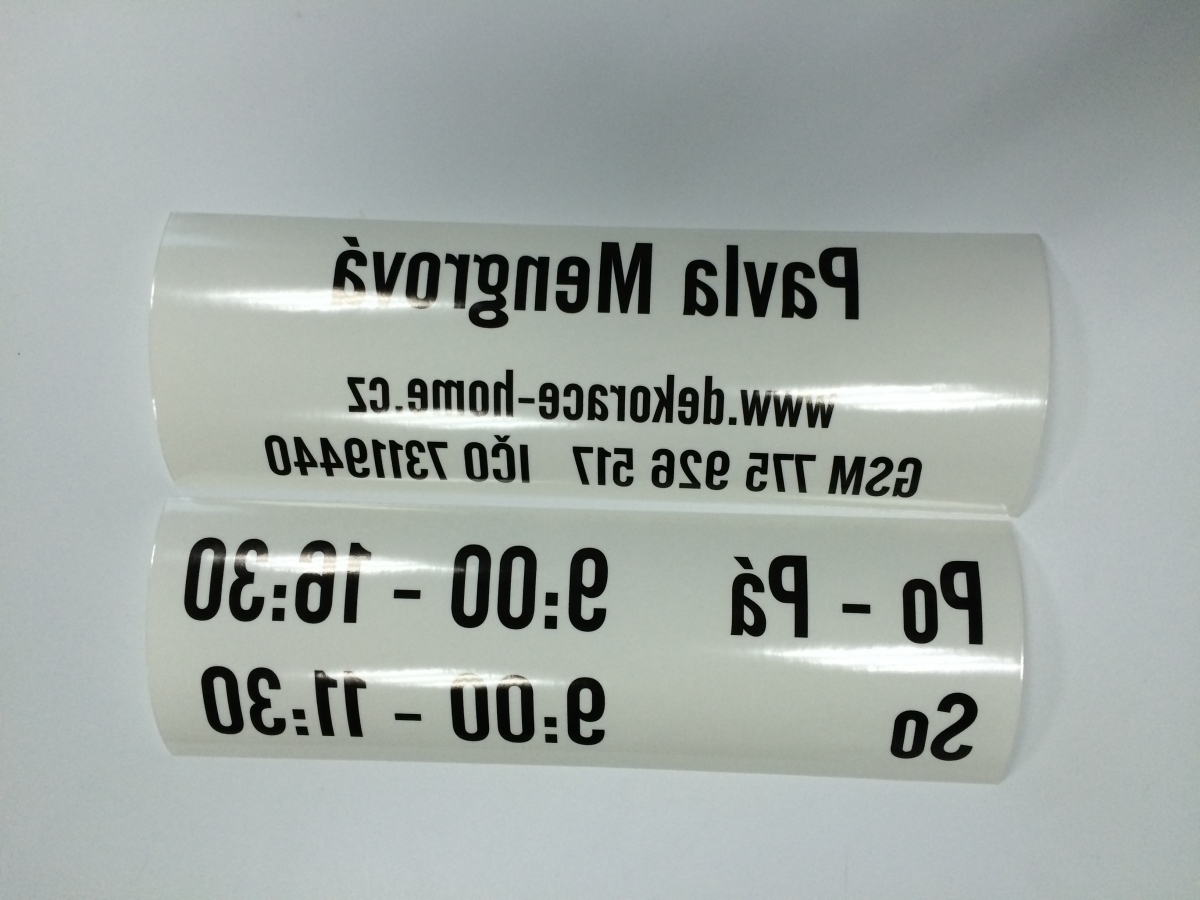 Pavla Mengrová
www.dekorace-home.cz
GSM 775 926 517 IČO 73119440
Po - Pá 9:00 - 16:30
So 9:00 - 11:30